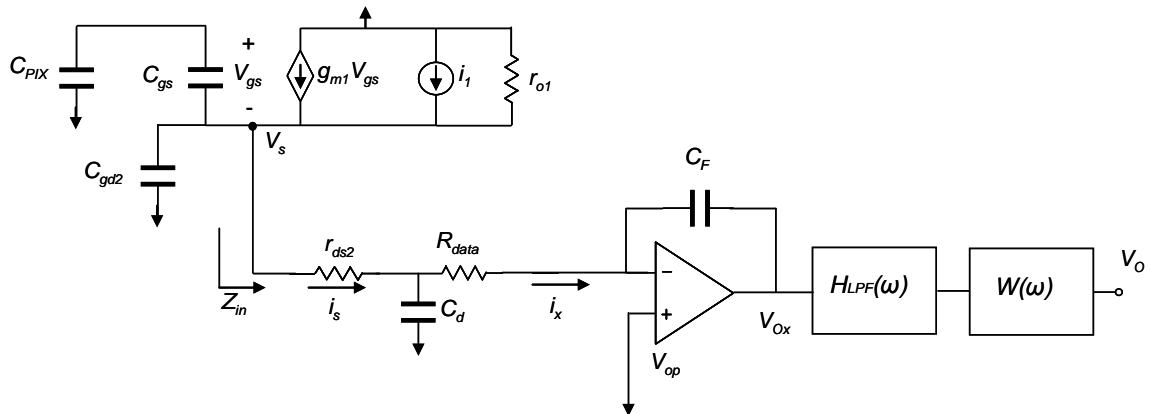 C_PIX
C_gs
+
V_gs
-
g_m1V_gs
i_1
r_o1
V_s
C_gd2
C_F
Z_in
r_ds2
i_s
R_data
C_d
i_x
−
+
V_op
V_Ox
H_LPF(ω)
W(ω)
V_O